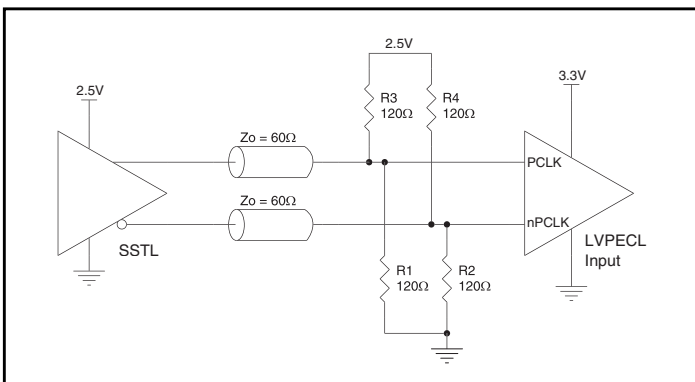 2.5V
3.3V
2.5V
R3
120Ω
R4
120Ω
Zo = 60Ω
PCLK
Zo = 60Ω
nPCLK
SSTL
LVPECL
Input
R1
120Ω
R2
120Ω